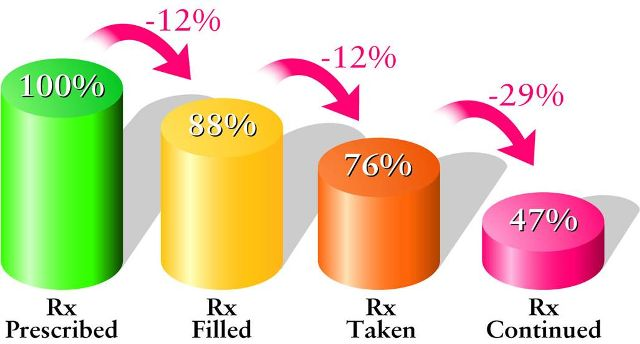 -12%
-12%
-29%
100%
88%
76%
47%
Rx
Prescribed
Rx
Filled
Rx
Taken
Rx
Continued